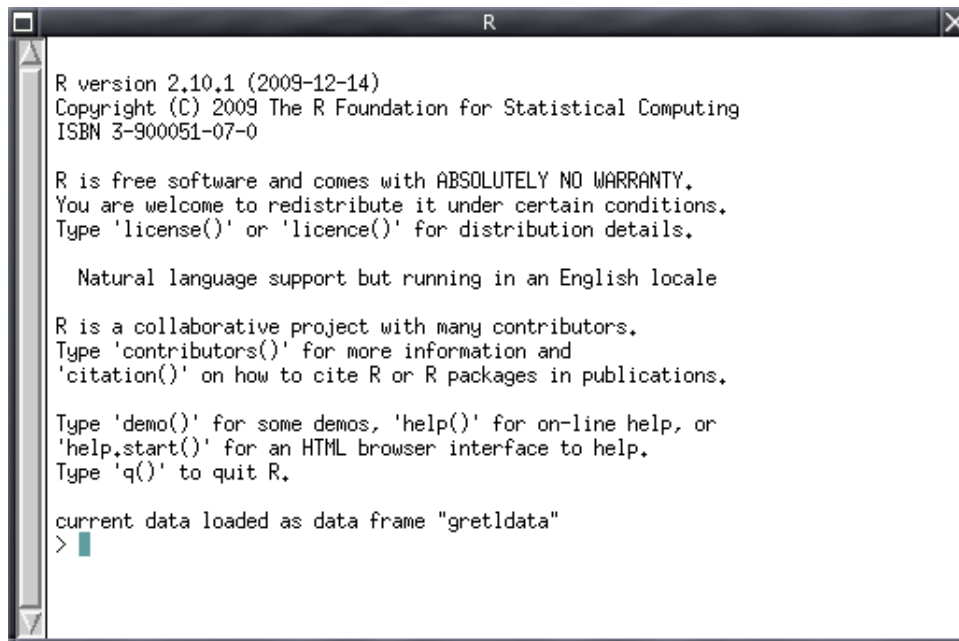 R
R version 2.10.1 (2009-12-14)
Copyright (C) 2009 The R Foundation for Statistical Computing
ISBN 3-900051-07-0
R is free software and comes with ABSOLUTELY NO WARRANTY.
You are welcome to redistribute it under certain conditions.
Type 'license()' or 'licence()' for distribution details.
Natural language support but running in an English locale
R is a collaborative project with many contributors.
Type 'contributors()' for more information and
'citation()' on how to cite R or R packages in publications.
Type 'demo()' for some demos, 'help()' for on-line help, or
'help.start()' for an HTML browser interface to help.
Type 'q()' to quit R.
current data loaded as data frame "gretldata"
>